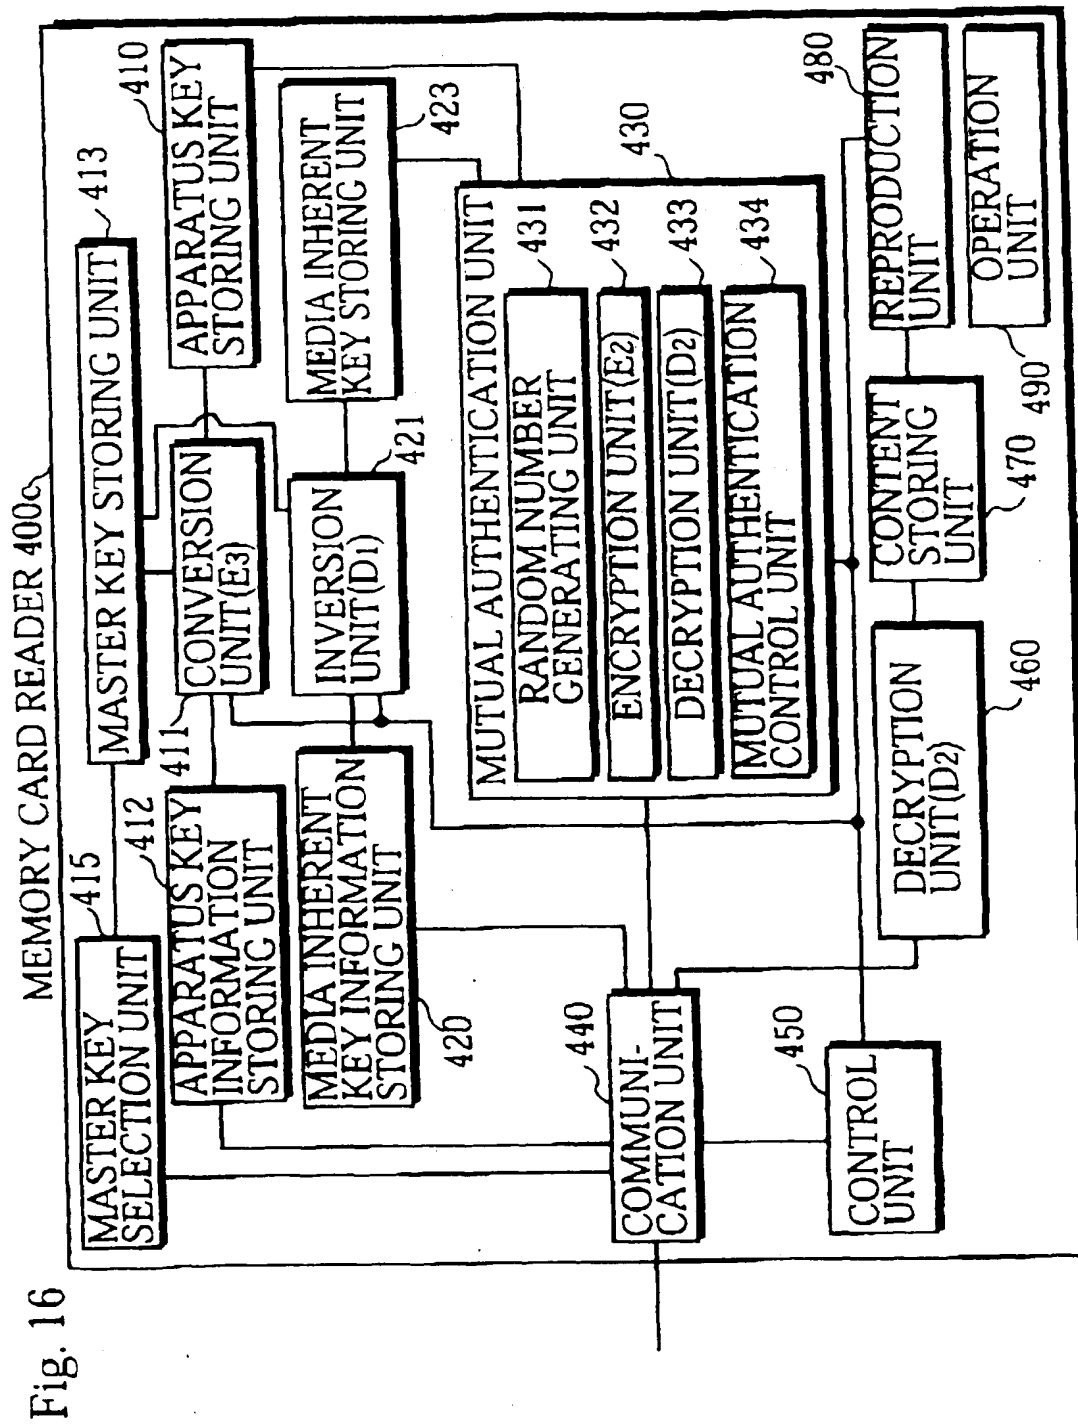 Fig. 16
MEMORY CARD READER 400c
MASTER KEY
SELECTION UNIT
415
MASTER KEY STORING UNIT
413
APPARATUS KEY
INFORMATION
STORING UNIT
412
411
CONVERSION
UNIT(E3)
APPARATUS KEY
STORING UNIT
410
MEDIA INHERENT
KEY INFORMATION
STORING UNIT
420
INVERSION
UNIT(D1)
421
MEDIA INHERENT
KEY STORING UNIT
423
MUTUAL AUTHENTICATION UNIT
430
RANDOM NUMBER
GENERATING UNIT
431
ENCRYPTION UNIT(E2)
432
DECRYPTION UNIT(D2)
433
MUTUAL AUTHENTICATION
CONTROL UNIT
434
440
COMMUNI-
CATION UNIT
450
CONTROL
UNIT
DECRYPTION
UNIT(D2)
460
CONTENT
STORING
UNIT
470
REPRODUCTION
UNIT
480
OPERATION
UNIT
490